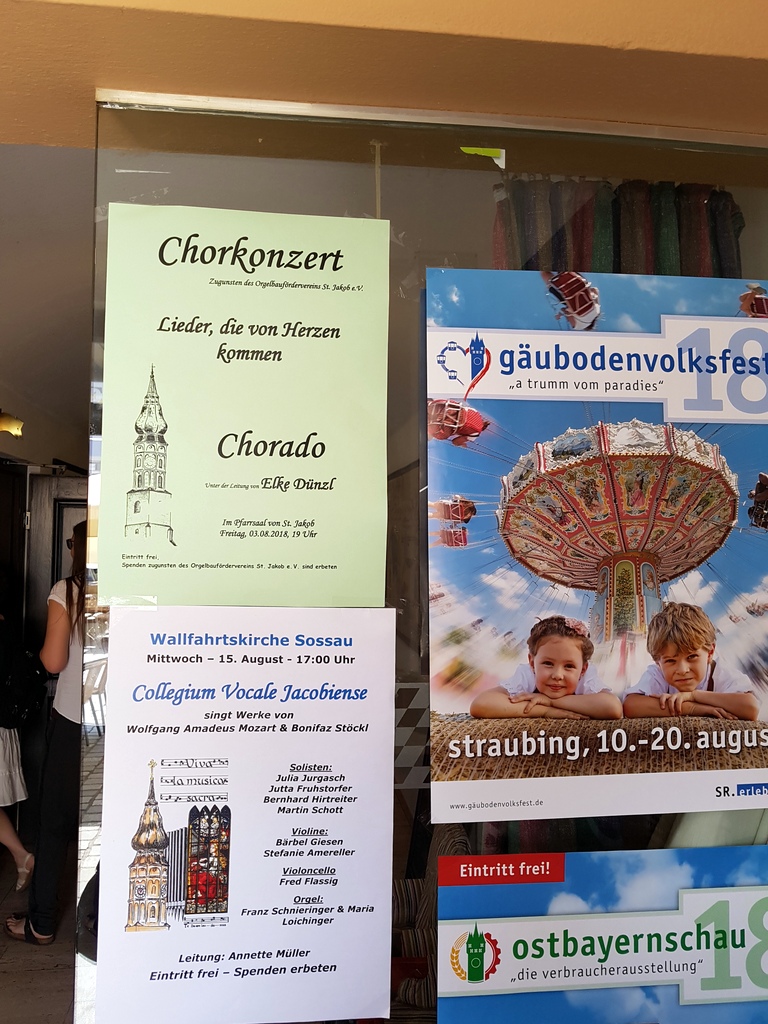 Chorkonzert
Zugunsten des Orgelbaufördervereins St. Jakob e.V.
Lieder, die von Herzen
kommen
Chorado
Unter der Leitung von Elke Dünzl
Im Pfarrsaal von St. Jakob
Freitag, 03.08.2018, 19 Uhr
Eintritt frei,
Spenden zugunsten des Orgelbaufördervereins St. Jakob e.V. sind erbeten
Wallfahrtskirche Sossau
Mittwoch – 15. August - 17:00 Uhr
Collegium Vocale Jacobiense
singt Werke von
Wolfgang Amadeus Mozart & Bonifaz Stöckl
Viva
la musica
sacra
Solisten:
Julia Jurgasch
Jutta Fruhstorfer
Bernhard Hirtreiter
Martin Schott
Violine:
Bärbel Giesen
Stefanie Amereller
Violoncello
Fred Flassig
Orgel:
Franz Schnieringer & Maria
Loichinger
Leitung: Annette Müller
Eintritt frei – Spenden erbeten
gäubodenvolksfest 18
„a trumm vom paradies“
straubing, 10.-20. augus
www.gäubodenvolksfest.de
SR.erleb
Eintritt frei!
ostbayernschau 18
„die verbraucherausstellung“